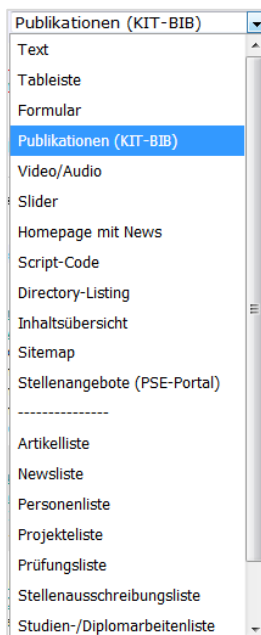 Publikationen (KIT-BIB)
Text
Tableiste
Formular
Publikationen (KIT-BIB)
Video/Audio
Slider
Homepage mit News
Script-Code
Directory-Listing
Inhaltsübersicht
Sitemap
Stellenangebote (PSE-Portal)
---------------
Artikelliste
Newsliste
Personenliste
Projekteliste
Prüfungsliste
Stellenausschreibungsliste
Studien-/Diplomarbeitenliste